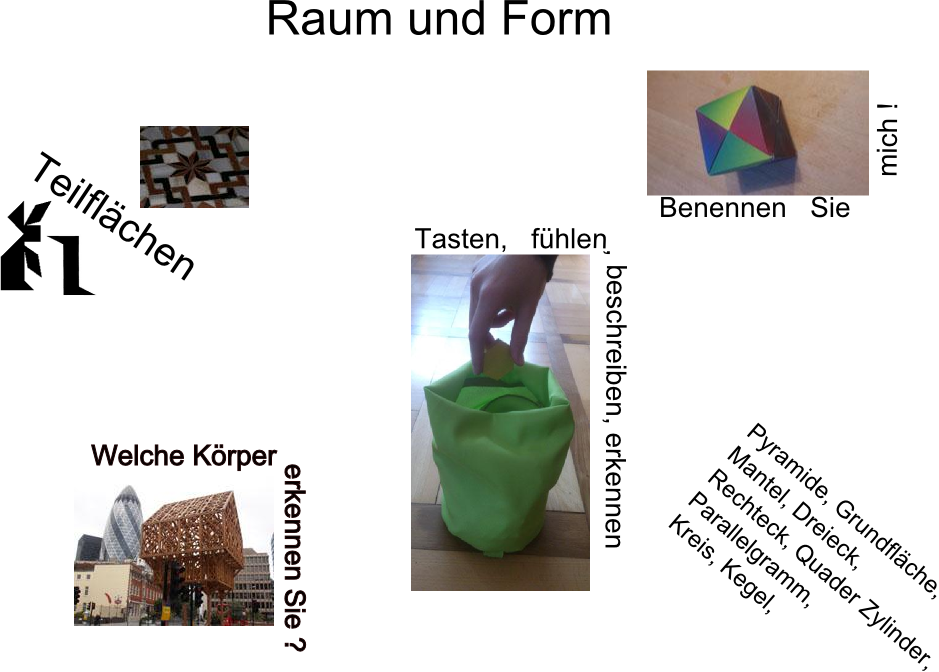 Raum und Form
Teilflächen
Benennen Sie
mich !
Tasten, fühlen,
beschreiben, erkennen
Welche Körper
erkennen Sie ?
Pyramide, Grundfläche,
Mantel, Dreieck,
Rechteck, Quader Zylinder,
Parallelgramm,
Kreis, Kegel,